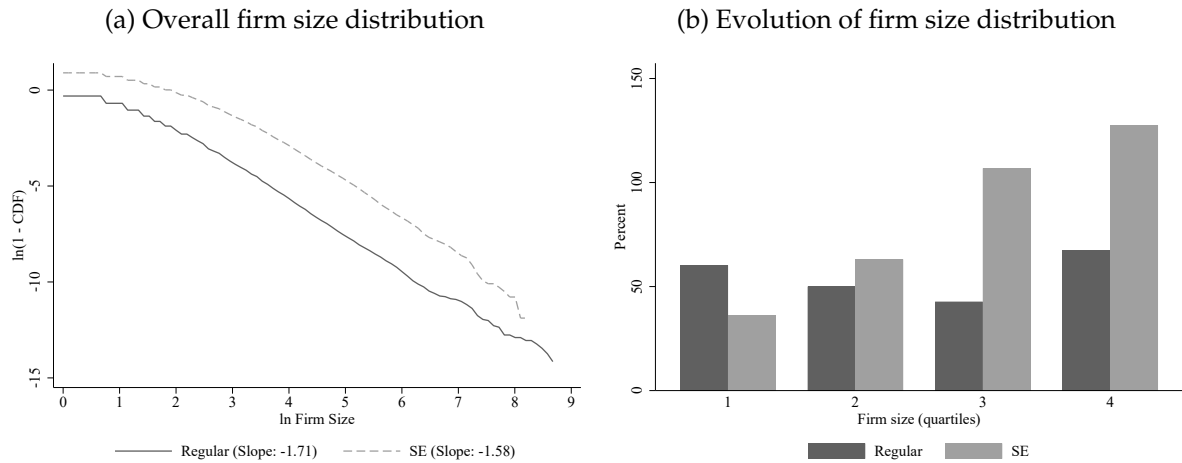 (a) Overall firm size distribution
ln(1 - CDF)
0
-5
-10
-15
0 1 2 3 4 5 6 7 8 9
ln Firm Size
Regular (Slope: -1.71) SE (Slope: -1.58)
(b) Evolution of firm size distribution
Percent
150
100
50
0
1 2 3 4
Firm size (quartiles)
Regular SE